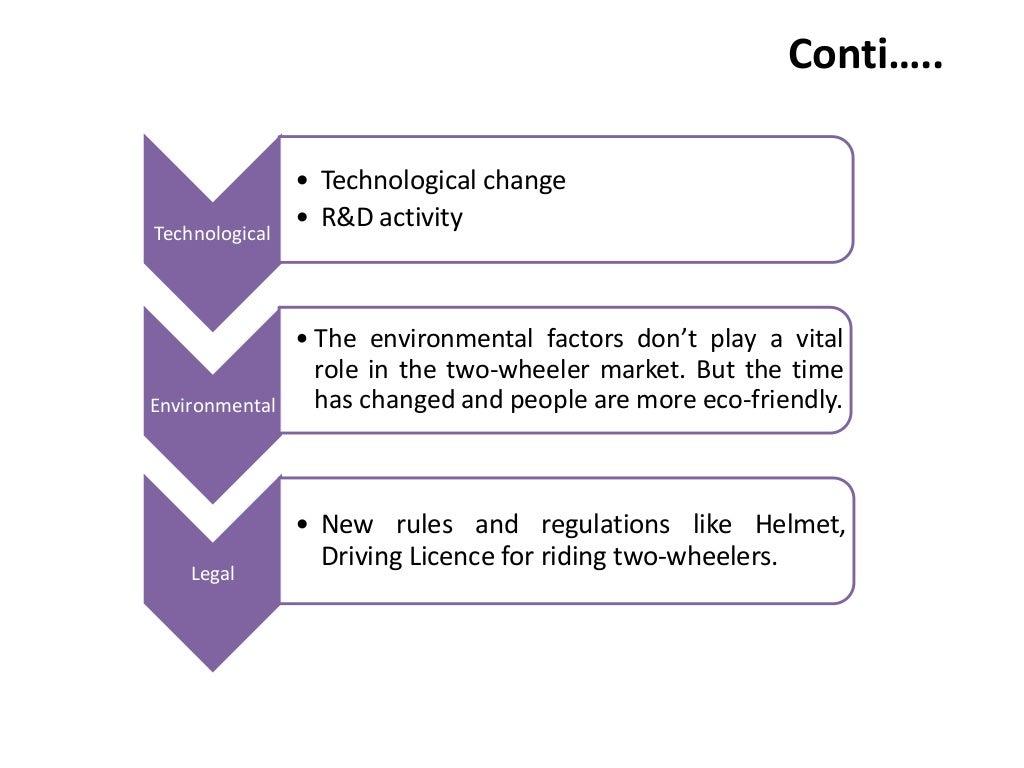 Conti.....
Technological
• Technological change
• R&D activity
Environmental
• The environmental factors don’t play a vital
role in the two-wheeler market. But the time
has changed and people are more eco-friendly.
Legal
• New rules and regulations like Helmet,
Driving Licence for riding two-wheelers.